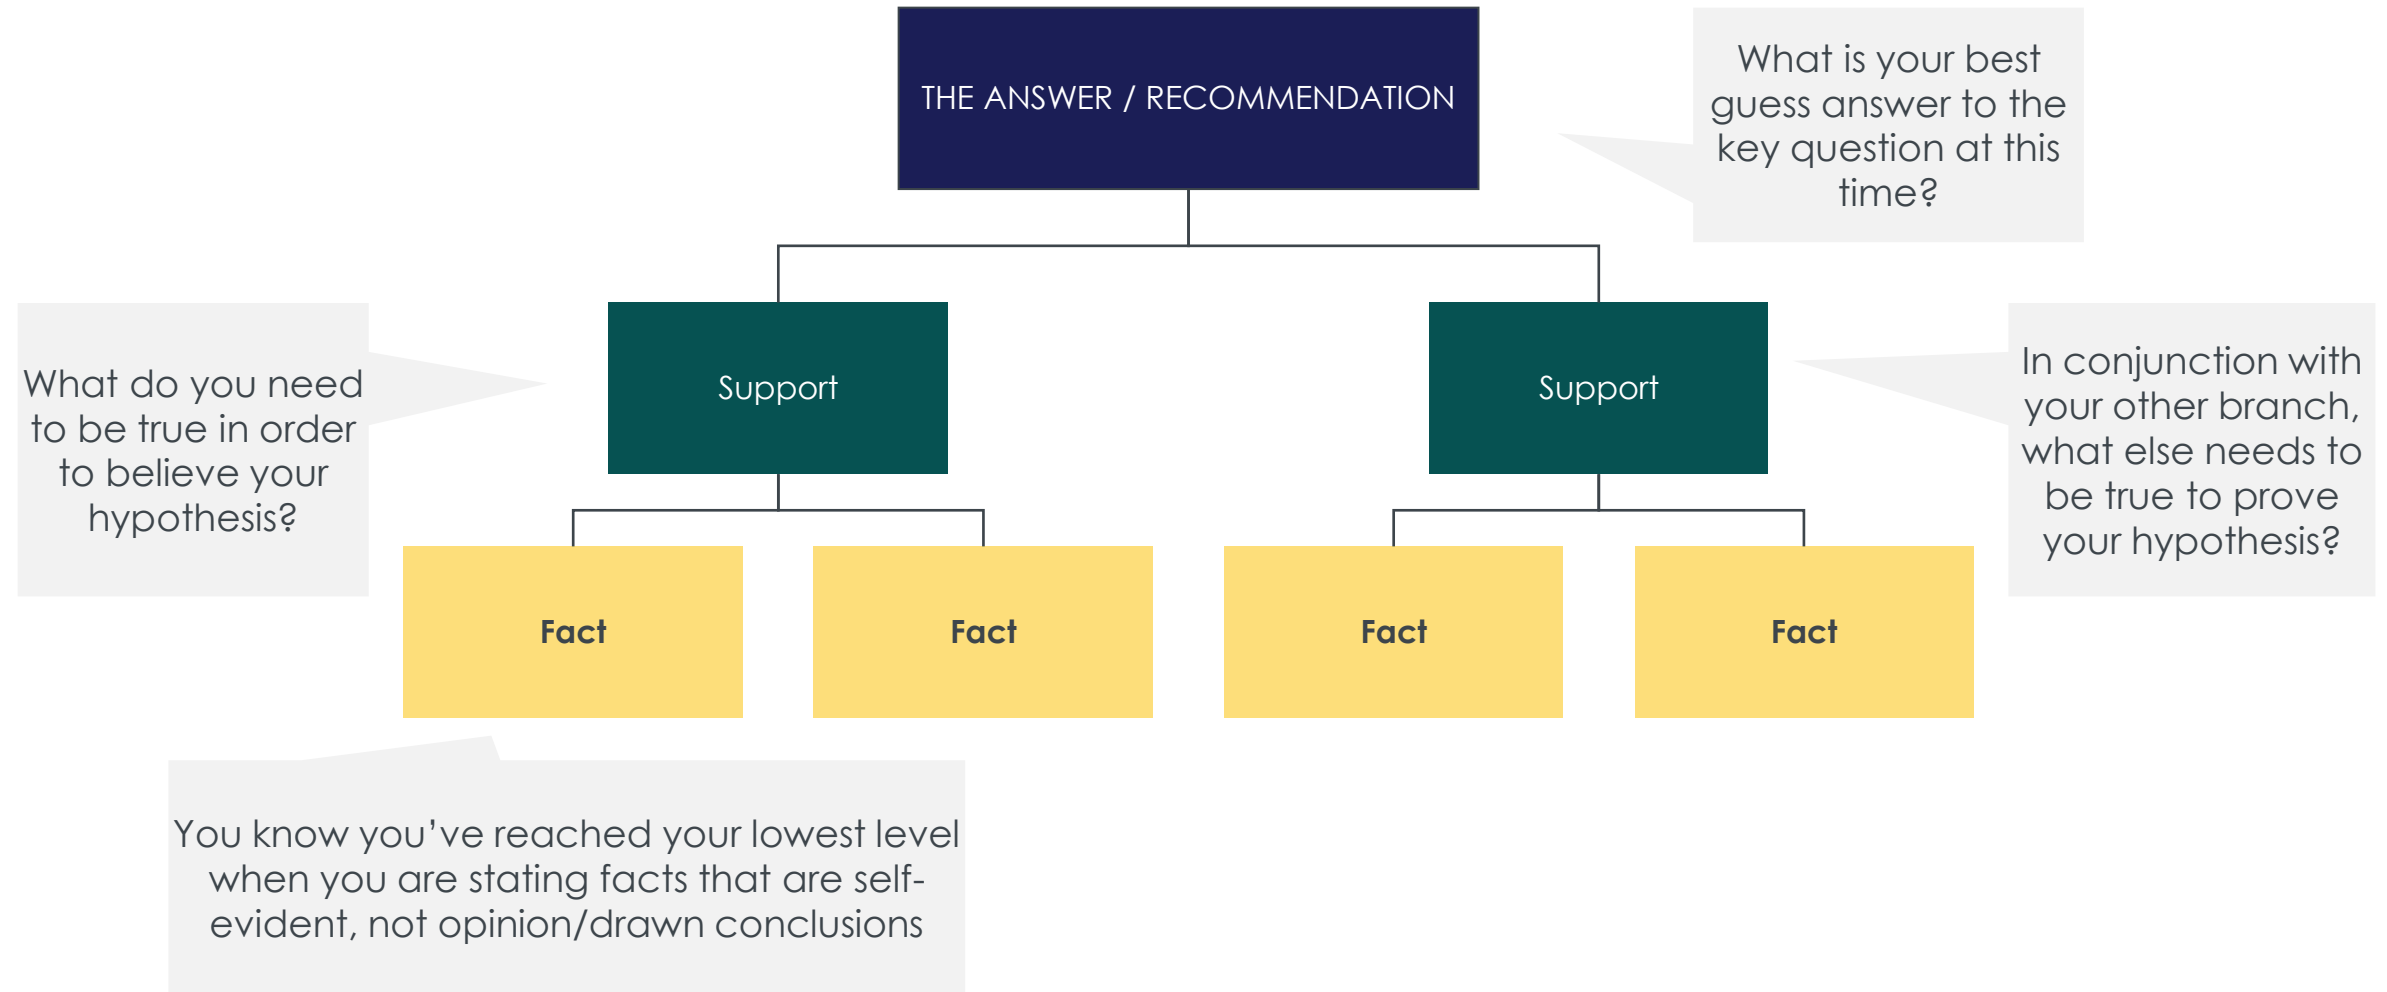 THE ANSWER / RECOMMENDATION
What is your best
guess answer to the
key question at this
time?
What do you need
to be true in order
to believe your
hypothesis?
Support
Support
In conjunction with
your other branch,
what else needs to
be true to prove
your hypothesis?
Fact
Fact
Fact
Fact
You know you’ve reached your lowest level
when you are stating facts that are self-
evident, not opinion/drawn conclusions